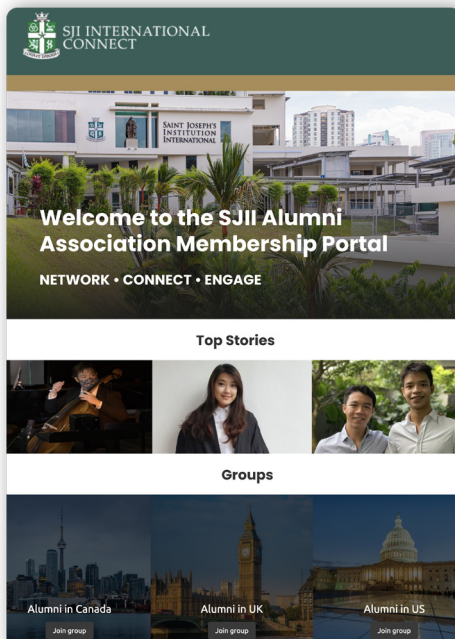 SJI INTERNATIONAL
CONNECT
SAINT JOSEPH'S
INSTITUTION
INTERNATIONAL
Welcome to the SJII Alumni
Association Membership Portal
NETWORK • CONNECT • ENGAGE
Top Stories
Groups
Alumni in Canada
Alumni in UK
Alumni in US
Join group
Join group
Join group